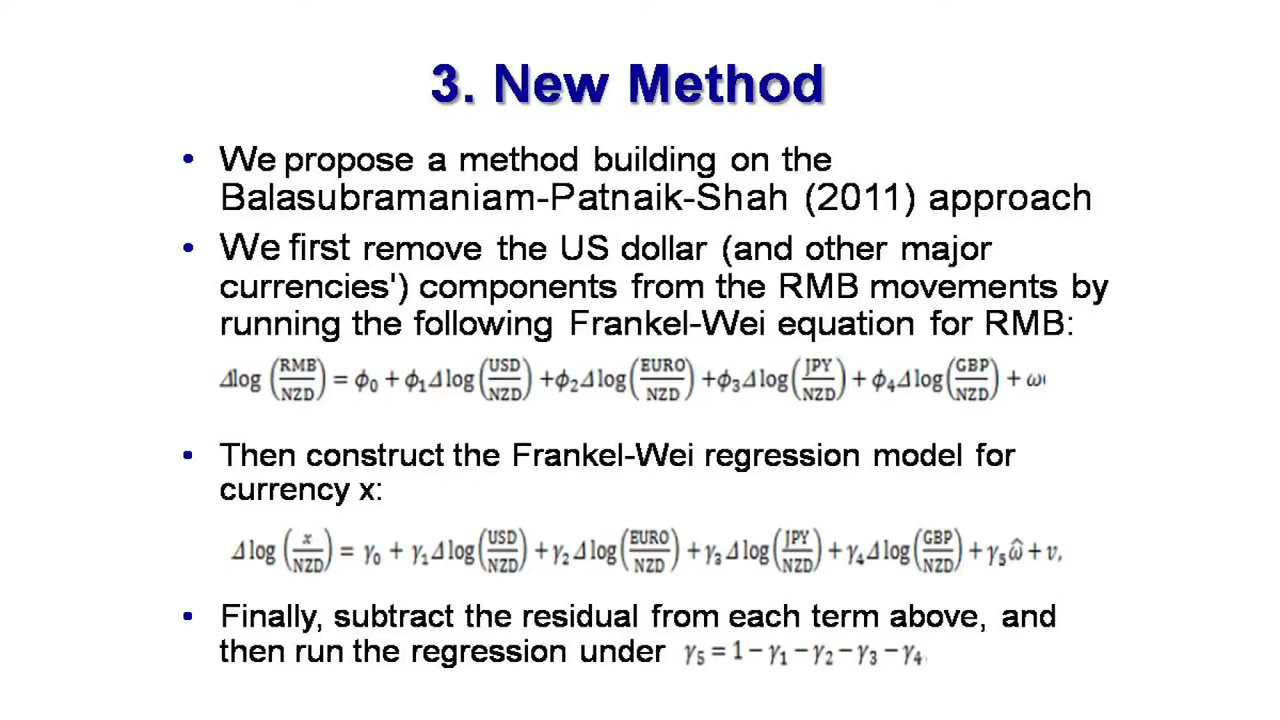 3. New Method
• We propose a method building on the
Balasubramaniam-Patnaik-Shah (2011) approach
• We first remove the US dollar (and other major
currencies') components from the RMB movements by
running the following Frankel-Wei equation for RMB:
Δlog (RMB/NZD) = ϕ₀ + ϕ₁Δlog(USD/NZD) +ϕ₂Δlog(EURO/NZD) +ϕ₃Δlog(JPY/NZD) + ϕ₄Δlog(GBP/NZD) + ω
• Then construct the Frankel-Wei regression model for
currency x:
Δlog (x/NZD) = γ₀ + γ₁Δlog(USD/NZD) +γ₂Δlog(EURO/NZD) +γ₃Δlog(JPY/NZD) +γ₄Δlog(GBP/NZD) +γ₅ω̂ + v,
• Finally, subtract the residual from each term above, and
then run the regression under γ₅ = 1 − γ₁ − γ₂ − γ₃ − γ₄